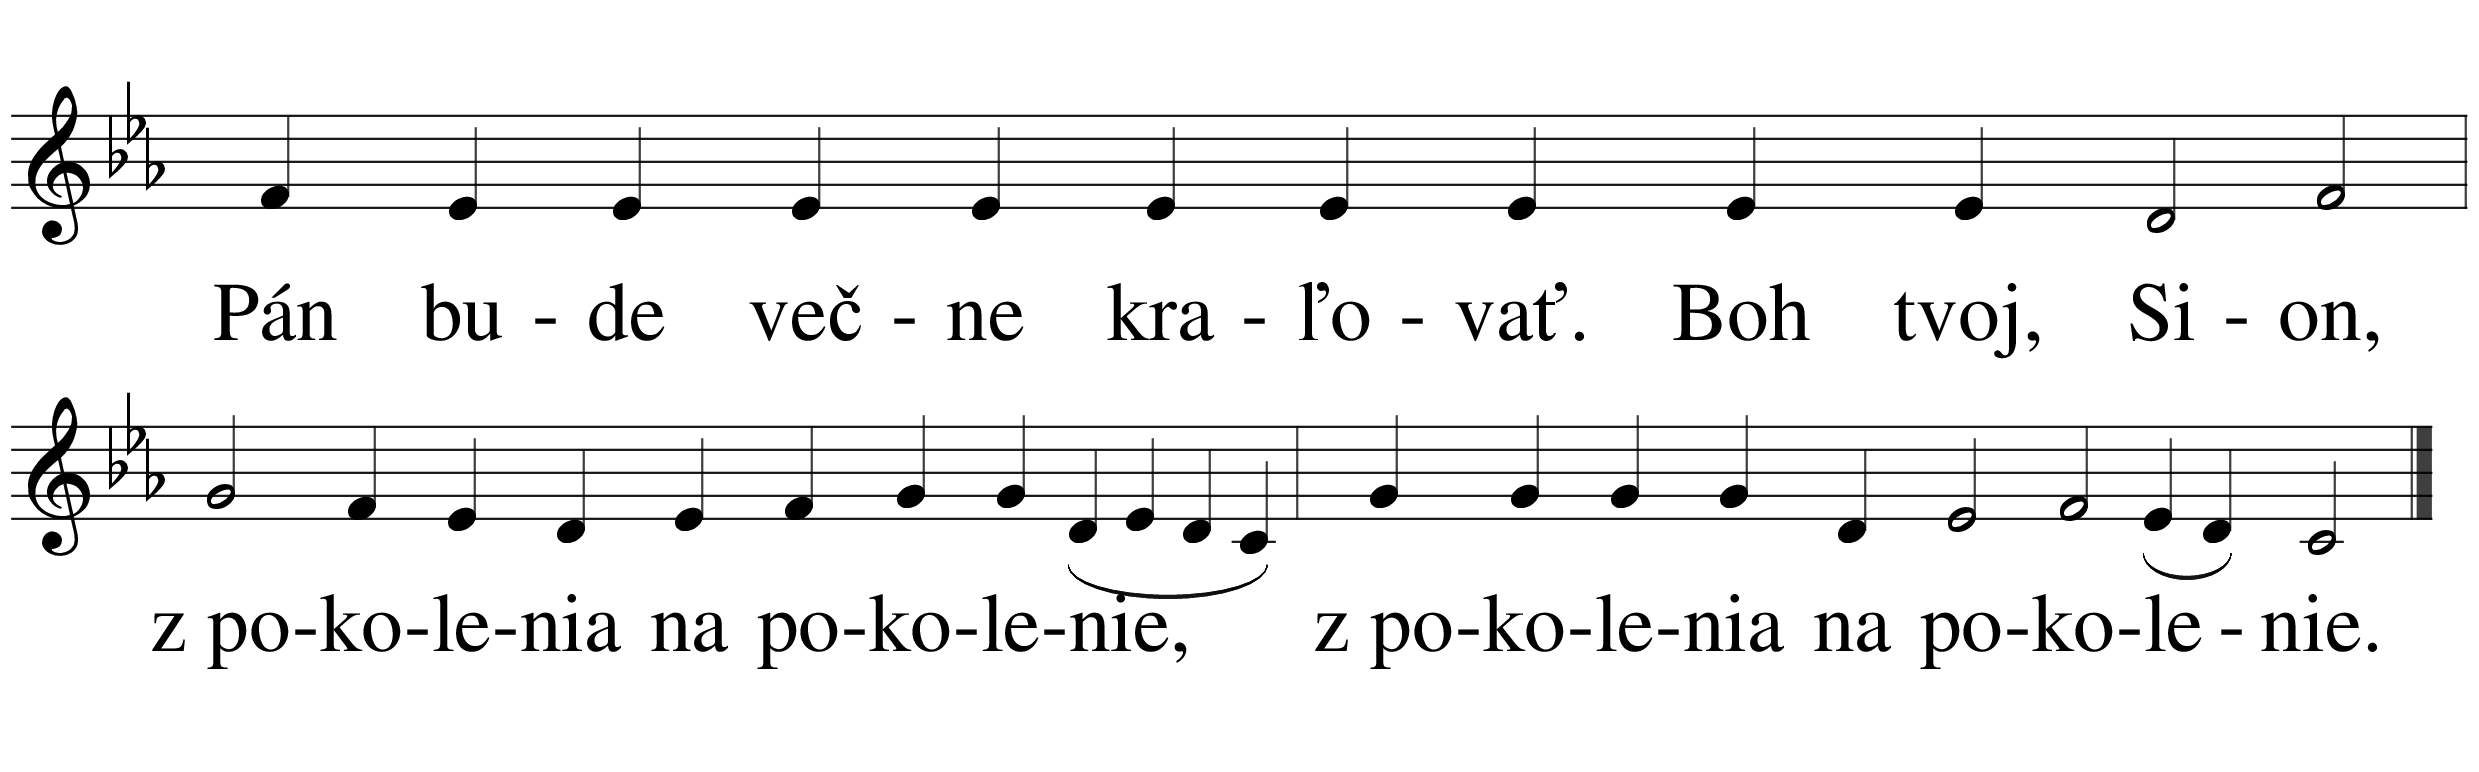 Pán bu - de več - ne kra - ľo - vať. Boh tvoj, Si - on,
z po-ko-le-nia na po-ko-le-nie, z po-ko-le-nia na po-ko-le - nie.